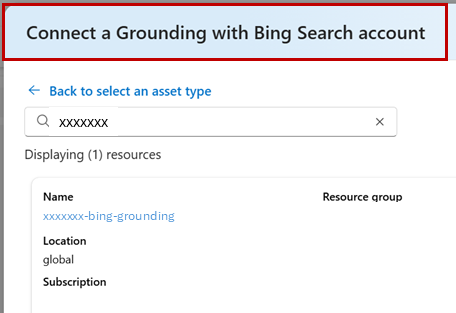 Connect a Grounding with Bing Search account
Back to select an asset type
xxxxxxx
Displaying (1) resources
Name
Resource group
xxxxxxx-bing-grounding
Location
global
Subscription